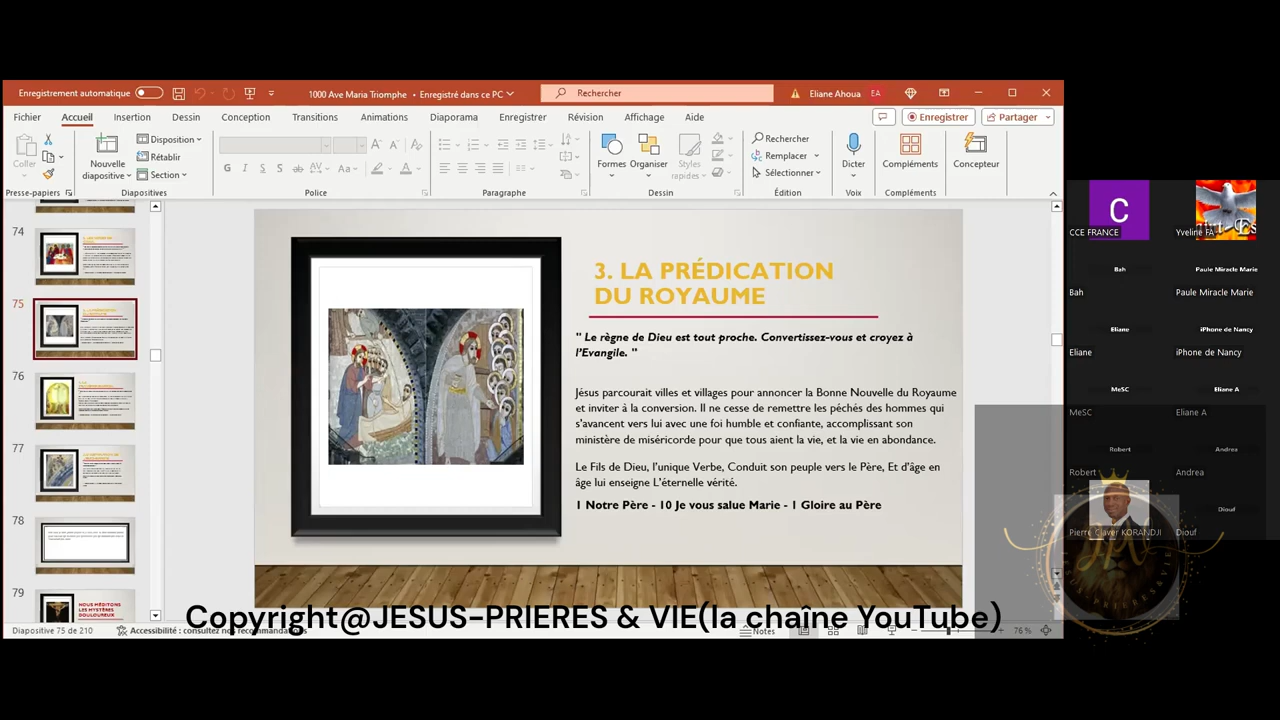 Enregistrement automatique
1000 Ave Maria Triomphe • Enregistré dans ce PC
Rechercher
Eliane Ahoua
EA
Fichier
Accueil
Insertion
Dessin
Conception
Transitions
Animations
Diaporama
Enregistrer
Révision
Affichage
Aide
Enregistrer
Partager
Coller
Nouvelle
diapositive
Disposition
Rétablir
Section
G I S S
Aa
A
Formes
Organiser
Styles
rapides
Rechercher
Remplacer
Sélectionner
Dicter
Compléments
Concepteur
Presse-papiers
Diapositives
Police
Paragraphe
Dessin
Édition
Voix
Compléments
74
75
76
77
78
79
NOUS MÉDITONS
LES MYSTÈRES
DOULOUREUX
3. LA PRÉDICATION
DU ROYAUME
" Le règne de Dieu est tout proche. Convertissez-vous et croyez à
l'Evangile. "
Jésus parcourait villes et villages pour annoncer la Bonne Nouvelle du Royaume
et inviter à la conversion. Il ne cesse de remettre les péchés des hommes qui
s'avancent vers lui avec une foi humble et confiante, accomplissant son
ministère de miséricorde pour que tous aient la vie, et la vie en abondance.
Le Fils de Dieu, l'unique Verbe, Conduit son peuple vers le Père, Et d'âge en
âge lui enseigne L'éternelle vérité.
1 Notre Père - 10 Je vous salue Marie - 1 Gloire au Père
C
CCE FRANCE
Yveline FA
Bah
Paule Miracle Marie
Bah
Paule Miracle Marie
Eliane
iPhone de Nancy
Eliane
iPhone de Nancy
MeSC
Eliane A
MeSC
Eliane A
Robert
Andrea
Robert
Andrea
Diouf
Pierre Claver KORANDJI
Diouf
Copyright@JESUS-PRIERES & VIE(la chaine YouTube)
Diapositive 75 de 210
Accessibilité : consultez nos recommandations
Notes
76 %